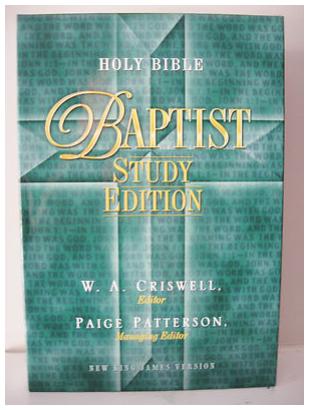 HOLY BIBLE
BAPTIST
STUDY
EDITION
W. A. CRISWELL,
Editor
PAIGE PATTERSON,
Managing Editor
NEW KING JAMES VERSION